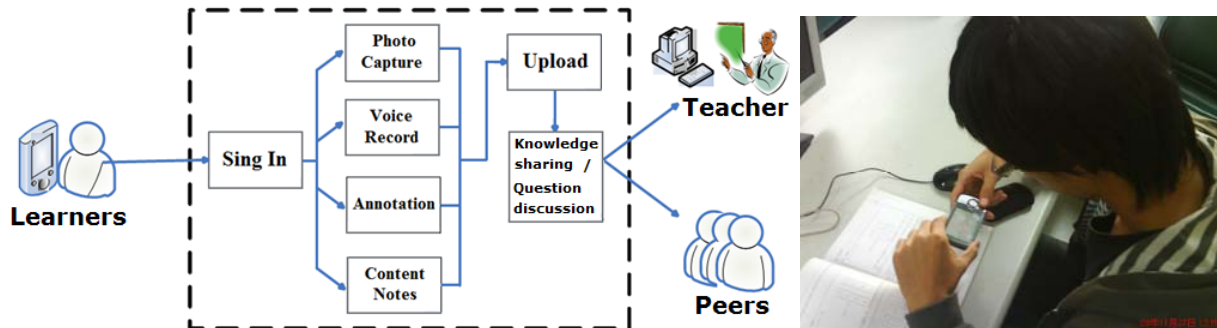 Learners
Sing In
Photo
Capture
Voice
Record
Annotation
Content
Notes
Upload
Knowledge
sharing /
Question
discussion
Teacher
Peers